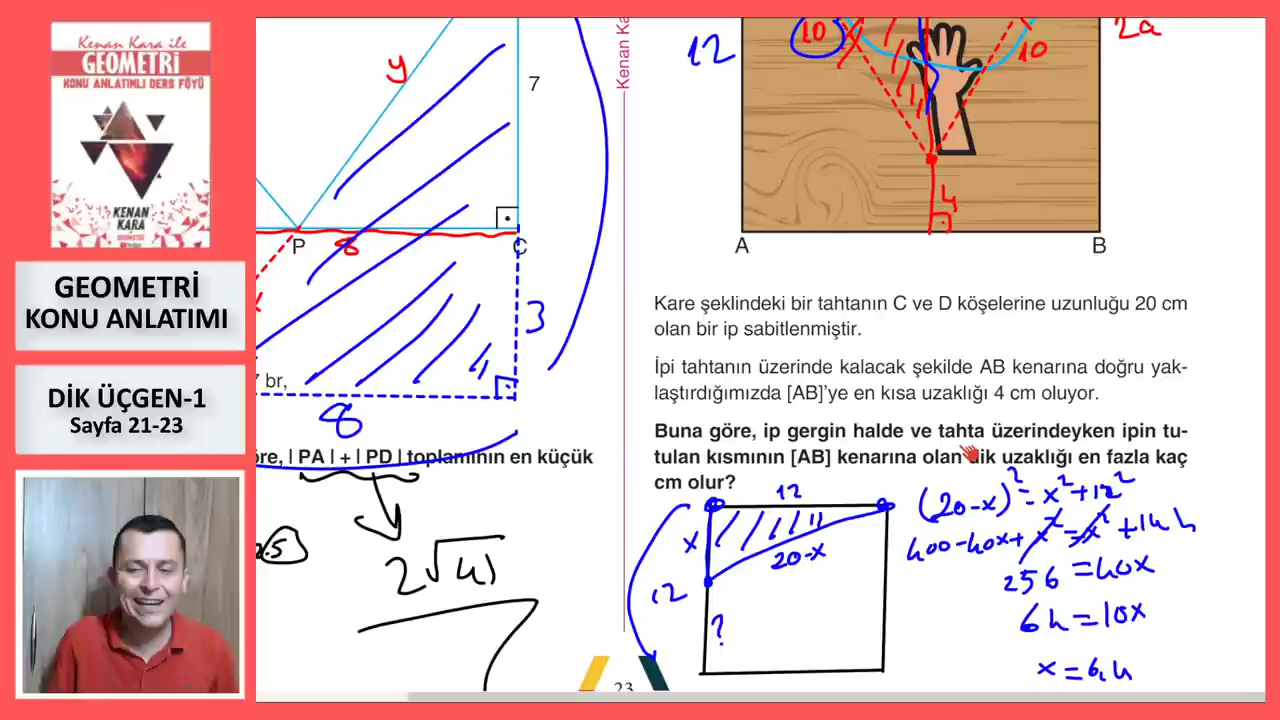 Kenan Kara ile
GEOMETRİ
KONU ANLATIMLI DERS FÖYÜ
KENAN
KARA
GEOMETRİ
KONU ANLATIMI
DİK ÜÇGEN-1
Sayfa 21-23
y
7
P
8
C
3
7 br,
8
öre, | PA | + | PD | toplamının en küçük
2√41
Kenan Ka
12
10
10
2a
4
A
B
Kare şeklindeki bir tahtanın C ve D köşelerine uzunluğu 20 cm
olan bir ip sabitlenmiştir.
İpi tahtanın üzerinde kalacak şekilde AB kenarına doğru yak-
laştırdığımızda [AB]'ye en kısa uzaklığı 4 cm oluyor.
Buna göre, ip gergin halde ve tahta üzerindeyken ipin tu-
tulan kısmının [AB] kenarına olan dik uzaklığı en fazla kaç
cm olur?
12
x
20-x
12
?
(20-x)² = x²+12²
400-40x+x² = x²+144
256 = 40x
64 = 10x
x = 6,4
23